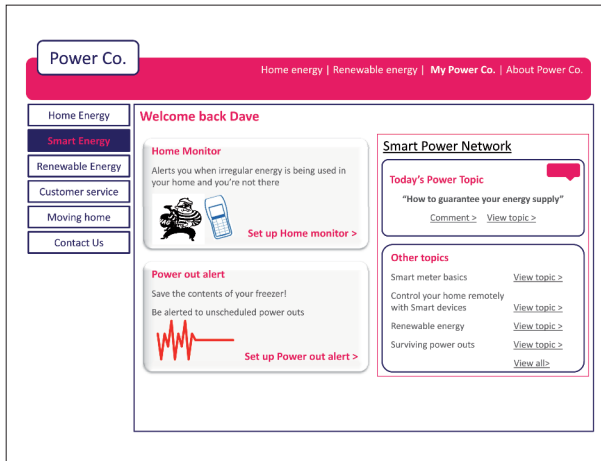 Power Co.
Home energy | Renewable energy | My Power Co. | About Power Co.
Home Energy
Smart Energy
Renewable Energy
Customer service
Moving home
Contact Us
Welcome back Dave
Home Monitor
Alerts you when irregular energy is being used in
your home and you're not there
Set up Home monitor >
Power out alert
Save the contents of your freezer!
Be alerted to unscheduled power outs
Set up Power out alert >
Smart Power Network
Today's Power Topic
"How to guarantee your energy supply"
Comment > View topic >
Other topics
Smart meter basics View topic >
Control your home remotely
with Smart devices View topic >
Renewable energy View topic >
Surviving power outs View topic >
View all>